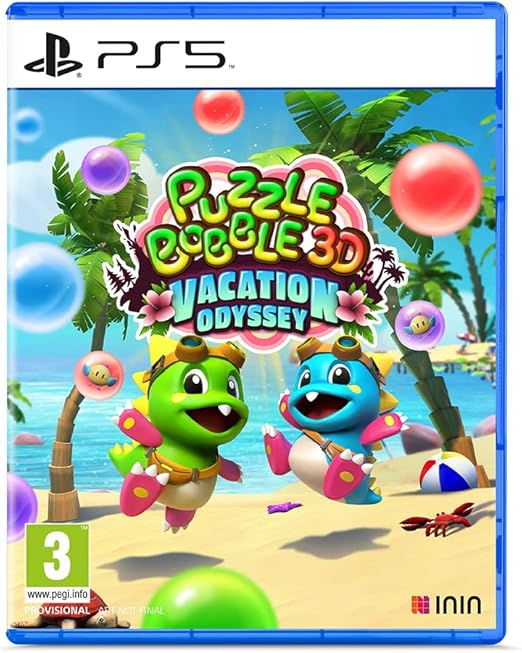 PS5
PUZZLE
BOBBLE 3D
VACATION
ODYSSEY
3
www.pegi.info
PROVISIONAL ART NOT FINAL
ININ